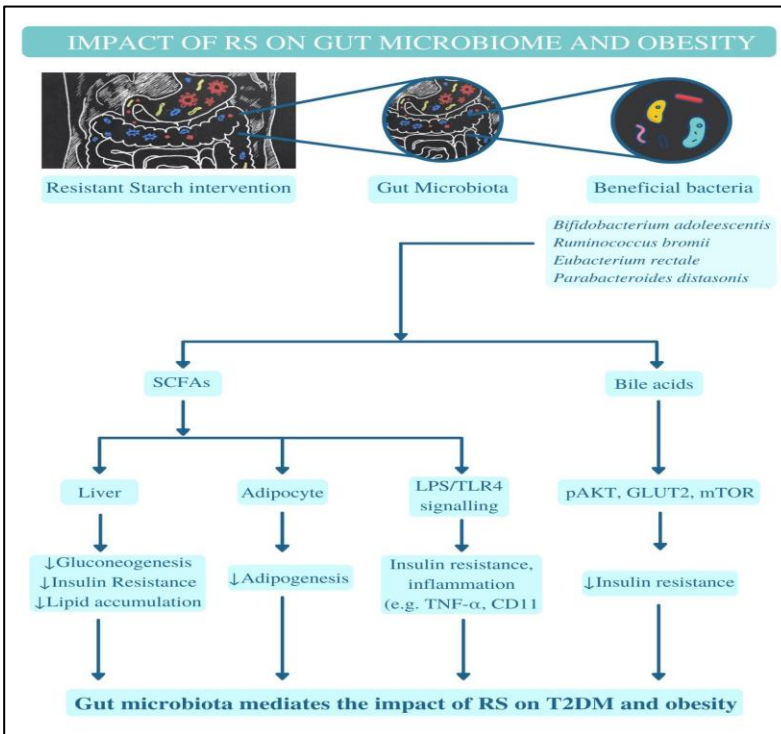 IMPACT OF RS ON GUT MICROBIOME AND OBESITY
Resistant Starch intervention
Gut Microbiota
Beneficial bacteria
Bifidobacterium adoleescentis
Ruminococcus bromii
Eubacterium rectale
Parabacteroides distasonis
SCFAs
Bile acids
Liver
Adipocyte
LPS/TLR4
signalling
pAKT, GLUT2, mTOR
↓Gluconeogenesis
↓Insulin Resistance
↓Lipid accumulation
↓Adipogenesis
Insulin resistance,
inflammation
(e.g. TNF-α, CD11
↓Insulin resistance
Gut microbiota mediates the impact of RS on T2DM and obesity